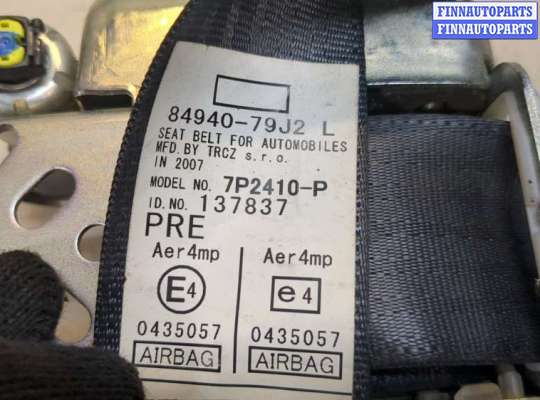 FINNAUTOPARTS
FINNAUTOPARTS
84940-79J2 L
SEAT BELT FOR AUTOMOBILES
MFD. BY TRCZ s.r.o.
IN 2007
MODEL NO. 7P2410-P
ID.NO. 137837
PRE
Aer4mp Aer4mp
E4 e4
0435057 0435057
AIRBAG AIRBAG